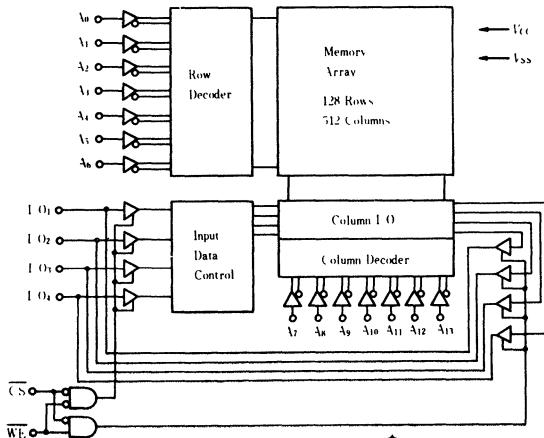 A0
A1
A2
A3
A4
A5
A6
Row
Decoder
Memory
Array
128 Rows
512 Columns
VCC
VSS
I/O1
I/O2
I/O3
I/O4
Input
Data
Control
Column I/O
Column Decoder
A7 A8 A9 A10 A11 A12 A13
CS
WE